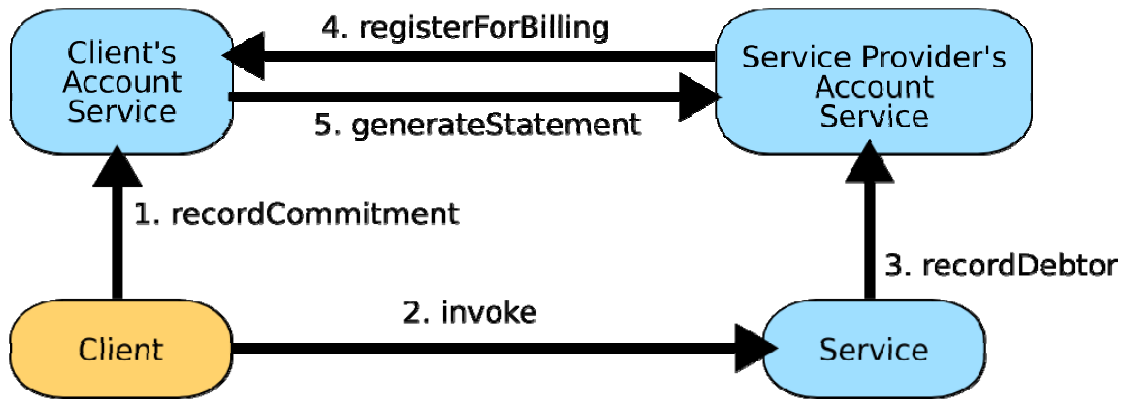 4. registerForBilling
Client's
Account
Service
Service Provider's
Account
Service
5. generateStatement
1. recordCommitment
3. recordDebtor
2. invoke
Client
Service